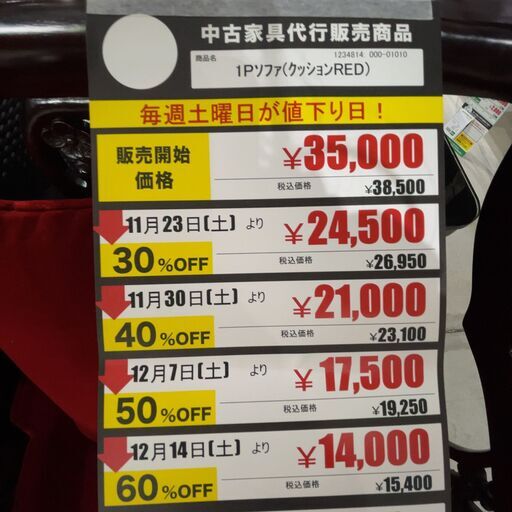 中古家具代行販売商品
商品名
1234814 000-01010
1Pソファ(クッションRED)
毎週土曜日が値下り日！
販売開始
価格
¥35,000
税込価格 ¥38,500
11月23日(土) より
30%OFF
¥24,500
税込価格 ¥26,950
11月30日(土) より
40%OFF
¥21,000
税込価格 ¥23,100
12月7日(土) より
50%OFF
¥17,500
税込価格 ¥19,250
12月14日(土) より
60%OFF
¥14,000
税込価格 ¥15,400